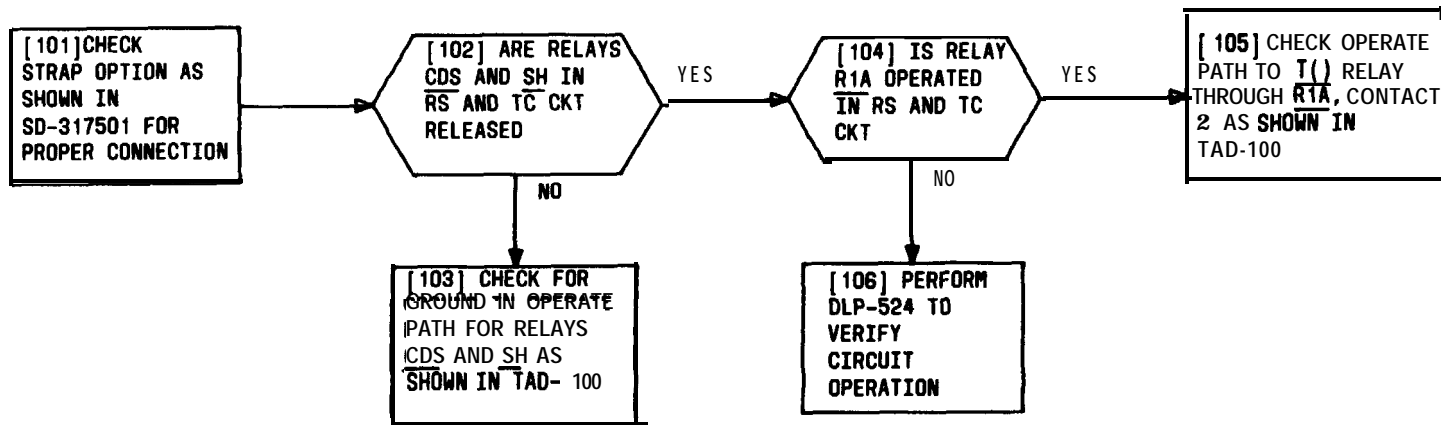 [101]CHECK
STRAP OPTION AS
SHOWN IN
SD-317501 FOR
PROPER CONNECTION
[102] ARE RELAYS
CDS AND SH IN
RS AND TC CKT
RELEASED
YES
NO
[103] CHECK FOR
GROUND IN OPERATE
PATH FOR RELAYS
CDS AND SH AS
SHOWN IN TAD- 100
[104] IS RELAY
R1A OPERATED
IN RS AND TC
CKT
YES
NO
[106] PERFORM
DLP-524 TO
VERIFY
CIRCUIT
OPERATION
[ 105] CHECK OPERATE
PATH TO T() RELAY
THROUGH R1A, CONTACT
2 AS SHOWN IN
TAD-100